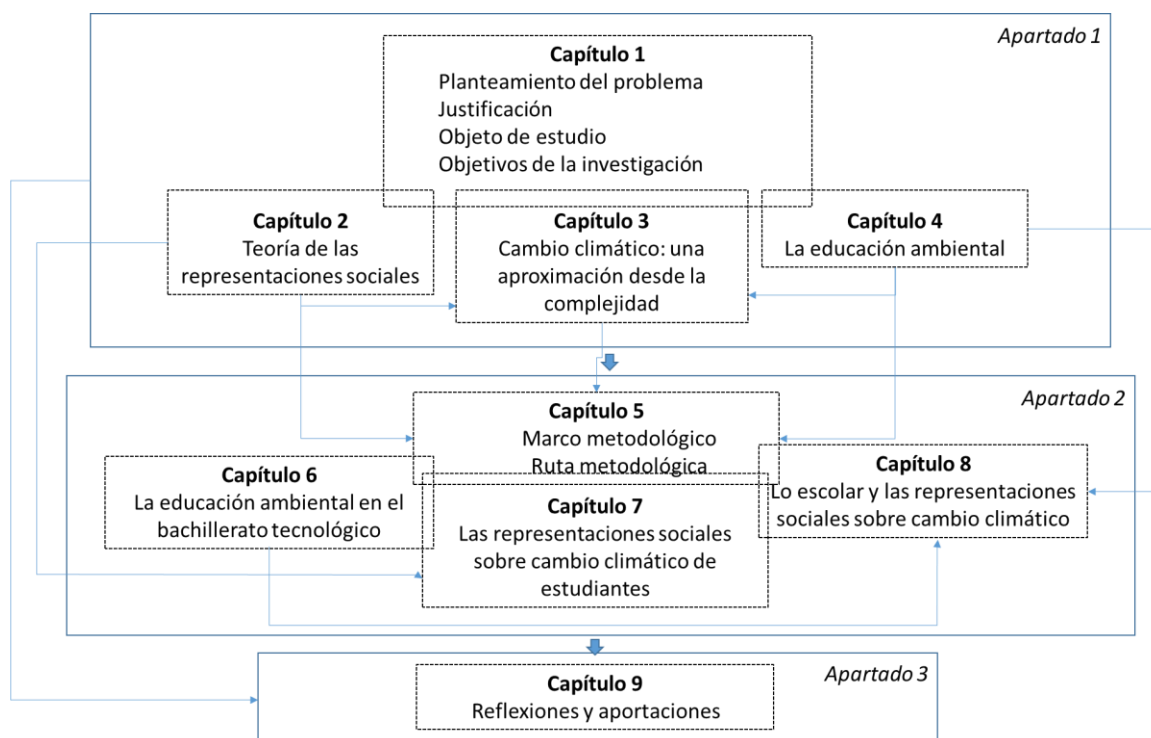 Apartado 1
Capítulo 1
Planteamiento del problema
Justificación
Objeto de estudio
Objetivos de la investigación
Capítulo 2
Teoría de las
representaciones sociales
Capítulo 3
Cambio climático: una
aproximación desde la
complejidad
Capítulo 4
La educación ambiental
Apartado 2
Capítulo 5
Marco metodológico
Ruta metodológica
Capítulo 6
La educación ambiental en el
bachillerato tecnológico
Capítulo 7
Las representaciones sociales
sobre cambio climático de
estudiantes
Capítulo 8
Lo escolar y las representaciones
sociales sobre cambio climático
Apartado 3
Capítulo 9
Reflexiones y aportaciones